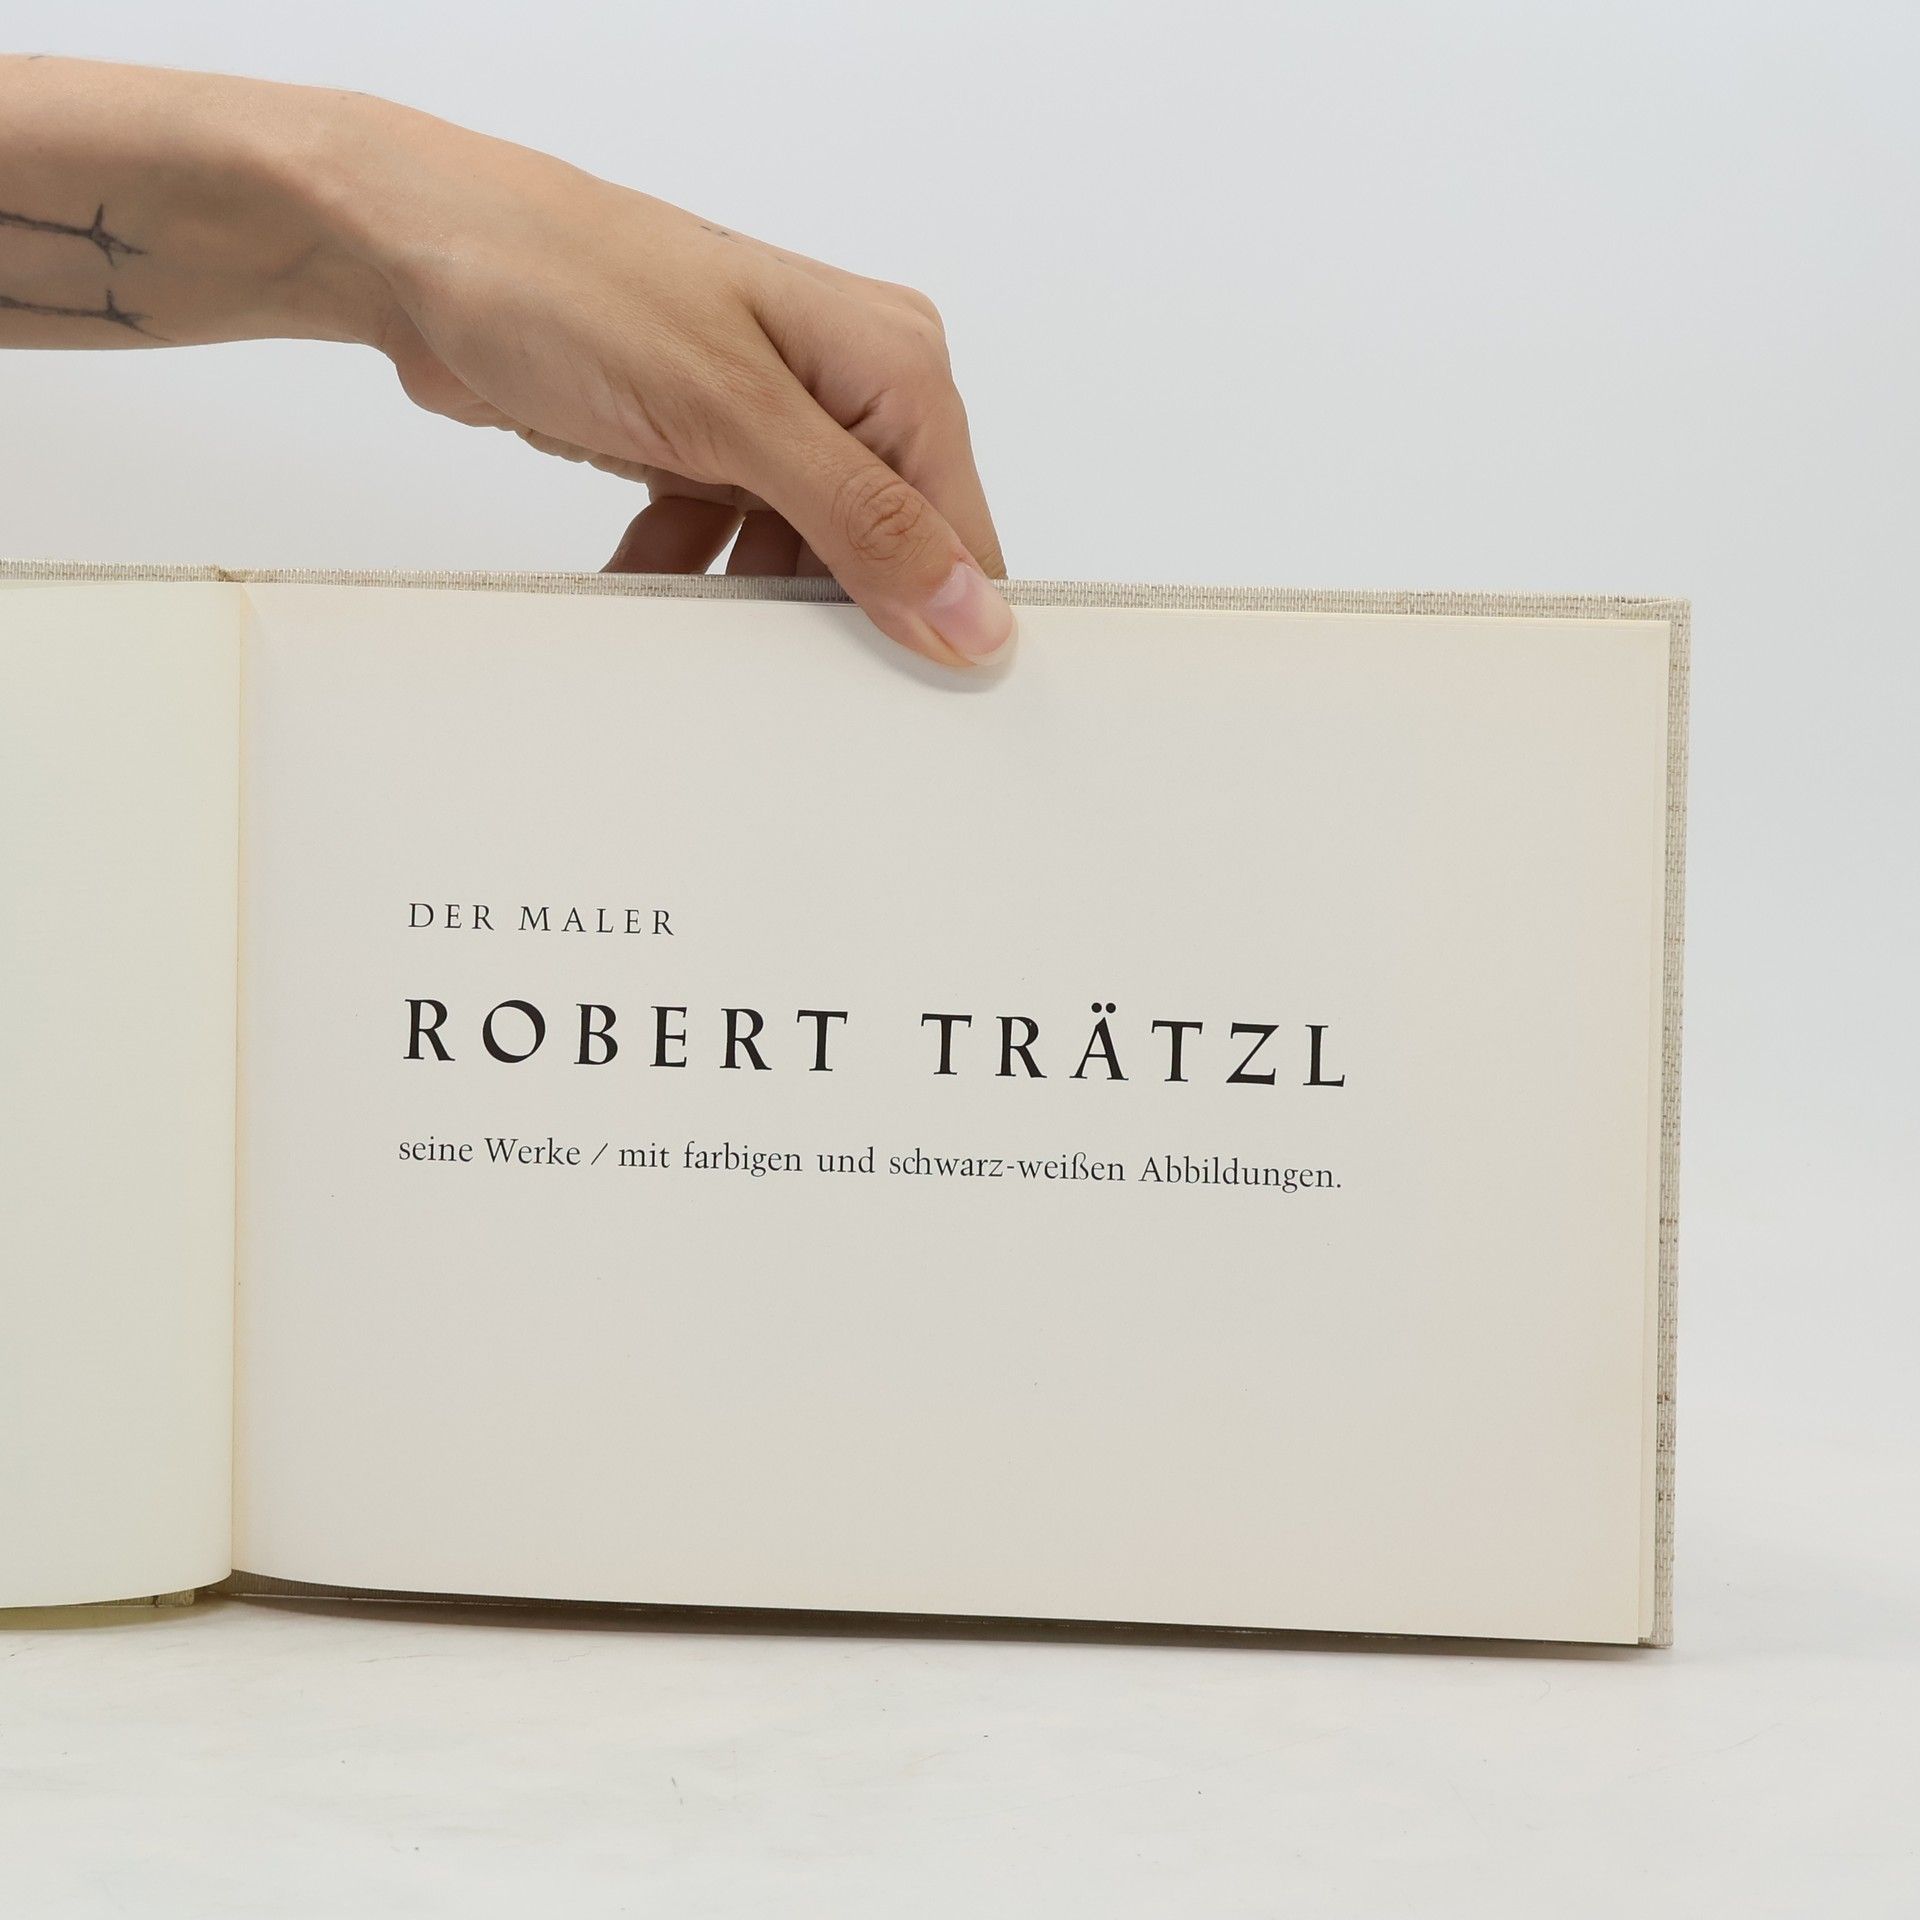 DER MALER
ROBERT TRÄTZL
seine Werke / mit farbigen und schwarz-weißen Abbildungen.